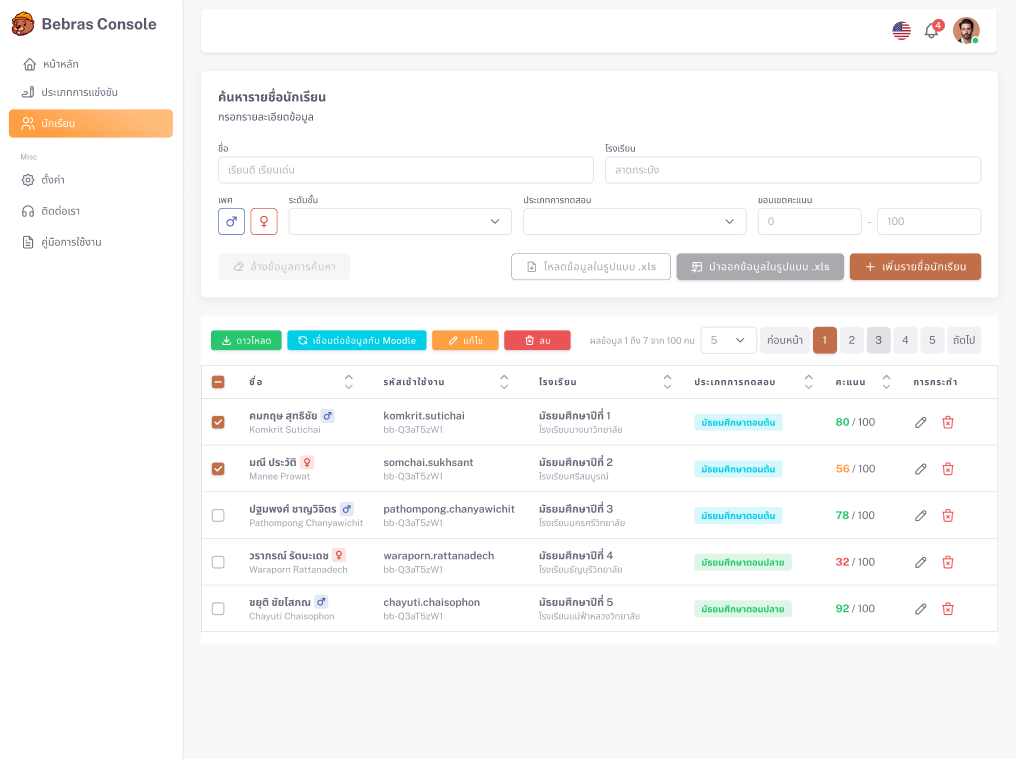 Bebras Console
หน้าหลัก
ประเภทการแข่งขัน
นักเรียน
Misc
ตั้งค่า
ติดต่อเรา
คู่มือการใช้งาน
4
ค้นหารายชื่อนักเรียน
กรอกรายละเอียดข้อมูล
ชื่อ โรงเรียน
เรียนดี เรียนเด่น ลาดกระบัง
เพศ ระดับชั้น ประเภทการทดสอบ ขอบเขตคะแนน
0 - 100
ล้างข้อมูลการค้นหา โหลดข้อมูลในรูปแบบ .xls นำออกข้อมูลในรูปแบบ .xls เพิ่มรายชื่อนักเรียน
ดาวโหลด เชื่อมต่อข้อมูลกับ Moodle แก้ไข ลบ ผลข้อมูล 1 ถึง 7 จาก 100 คน 5 ก่อนหน้า 1 2 3 4 5 ถัดไป
ชื่อ รหัสเข้าใช้งาน โรงเรียน ประเภทการทดสอบ คะแนน การกระทำ
คมกฤษ สุทธิชัย komkrit.sutichai มัธยมศึกษาปีที่ 1 มัธยมศึกษาตอนต้น 80 / 100
Komkrit Sutichai bb-Q3aT5zW1 โรงเรียนบางนาวิทยาลัย
มณี ประวัติ somchai.sukhsant มัธยมศึกษาปีที่ 2 มัธยมศึกษาตอนต้น 56 / 100
Manee Prawat bb-Q3aT5zW1 โรงเรียนศรีสมบูรณ์
ปฐมพงศ์ ชาญวิจิตร pathompong.chanyawichit มัธยมศึกษาปีที่ 3 มัธยมศึกษาตอนต้น 78 / 100
Pathompong Chanyawichit bb-Q3aT5zW1 โรงเรียนนครศรีวิทยาลัย
วราภรณ์ รัตนะเดช waraporn.rattanadech มัธยมศึกษาปีที่ 4 มัธยมศึกษาตอนปลาย 32 / 100
Waraporn Rattanadech bb-Q3aT5zW1 โรงเรียนธัญบุรีวิทยาลัย
ชยุติ ชัยโสภณ chayuti.chaisophon มัธยมศึกษาปีที่ 5 มัธยมศึกษาตอนปลาย 92 / 100
Chayuti Chaisophon bb-Q3aT5zW1 โรงเรียนแม่ฟ้าหลวงวิทยาลัย